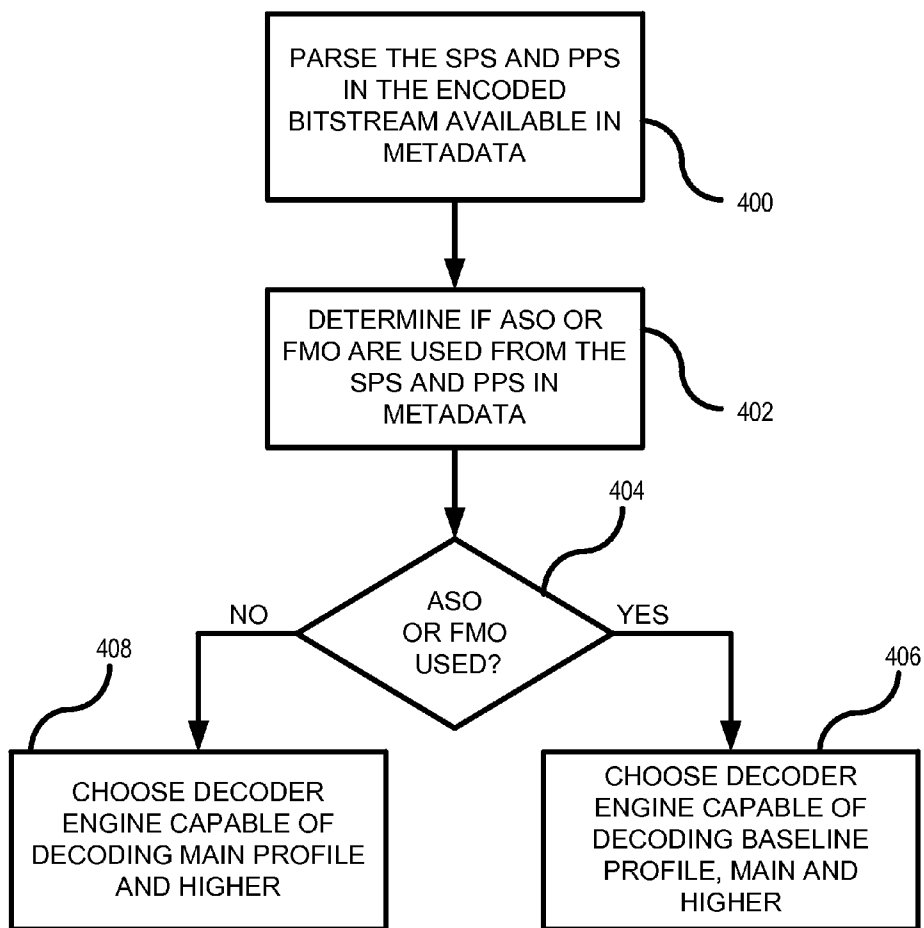 PARSE THE SPS AND PPS
IN THE ENCODED
BITSTREAM AVAILABLE IN
METADATA
400
DETERMINE IF ASO OR
FMO ARE USED FROM THE
SPS AND PPS IN
METADATA
402
404
ASO
OR FMO
USED?
NO
YES
408
406
CHOOSE DECODER
ENGINE CAPABLE OF
DECODING MAIN PROFILE
AND HIGHER
CHOOSE DECODER
ENGINE CAPABLE OF
DECODING BASELINE
PROFILE, MAIN AND
HIGHER